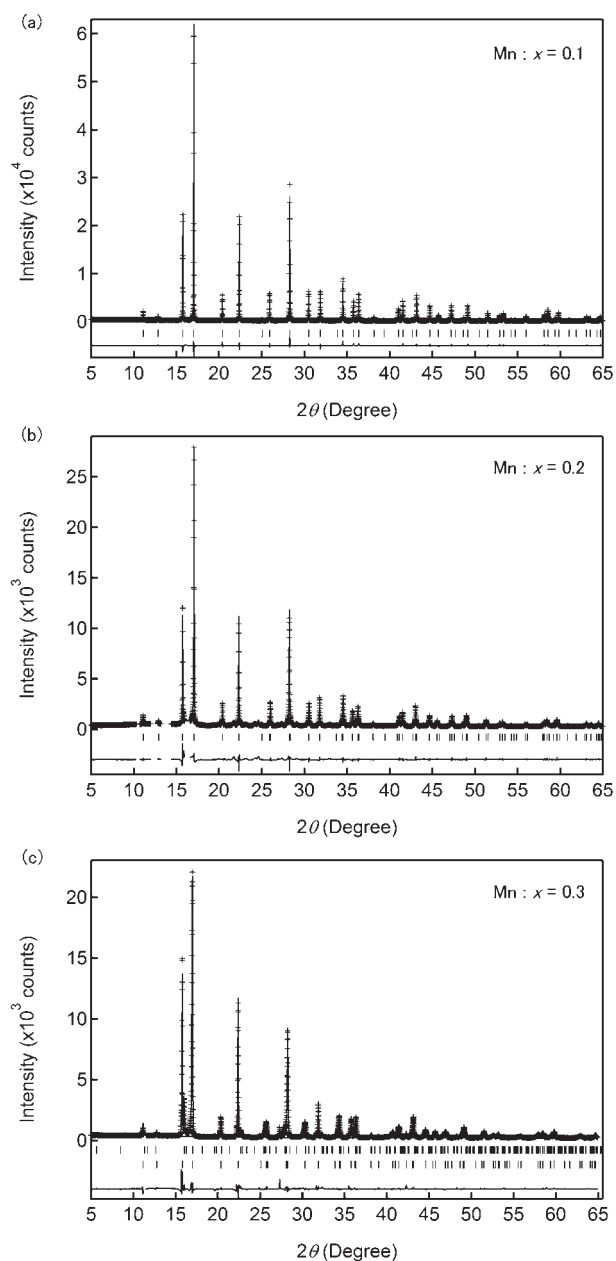 (a)
Mn : x = 0.1
Intensity (x10⁴ counts)
6
5
4
3
2
1
0
5 10 15 20 25 30 35 40 45 50 55 60 65
2θ (Degree)
(b)
Mn : x = 0.2
Intensity (x10³ counts)
25
20
15
10
5
0
5 10 15 20 25 30 35 40 45 50 55 60 65
2θ (Degree)
(c)
Mn : x = 0.3
Intensity (x10³ counts)
20
15
10
5
0
5 10 15 20 25 30 35 40 45 50 55 60 65
2θ (Degree)